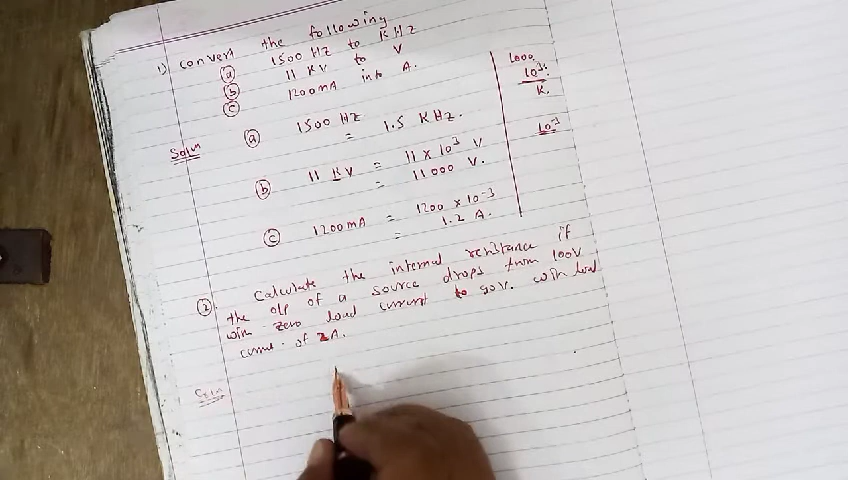 1) Convert the following
(a) 1500 HZ to KHZ
(b) 11 KV to V
(c) 1200mA into A.
Soln (a) 1500 HZ
= 1.5 KHZ.
(b) 11 KV = 11 x 10³ V
= 11000 V.
(c) 1200mA = 1200 x 10⁻³
= 1.2 A.
1000
10³
K.
10⁻³
(2). Calculate the internal resistance if
the o/p of a source drops from 100V
with zero load current to 90V. with load
of 2A.
Soln